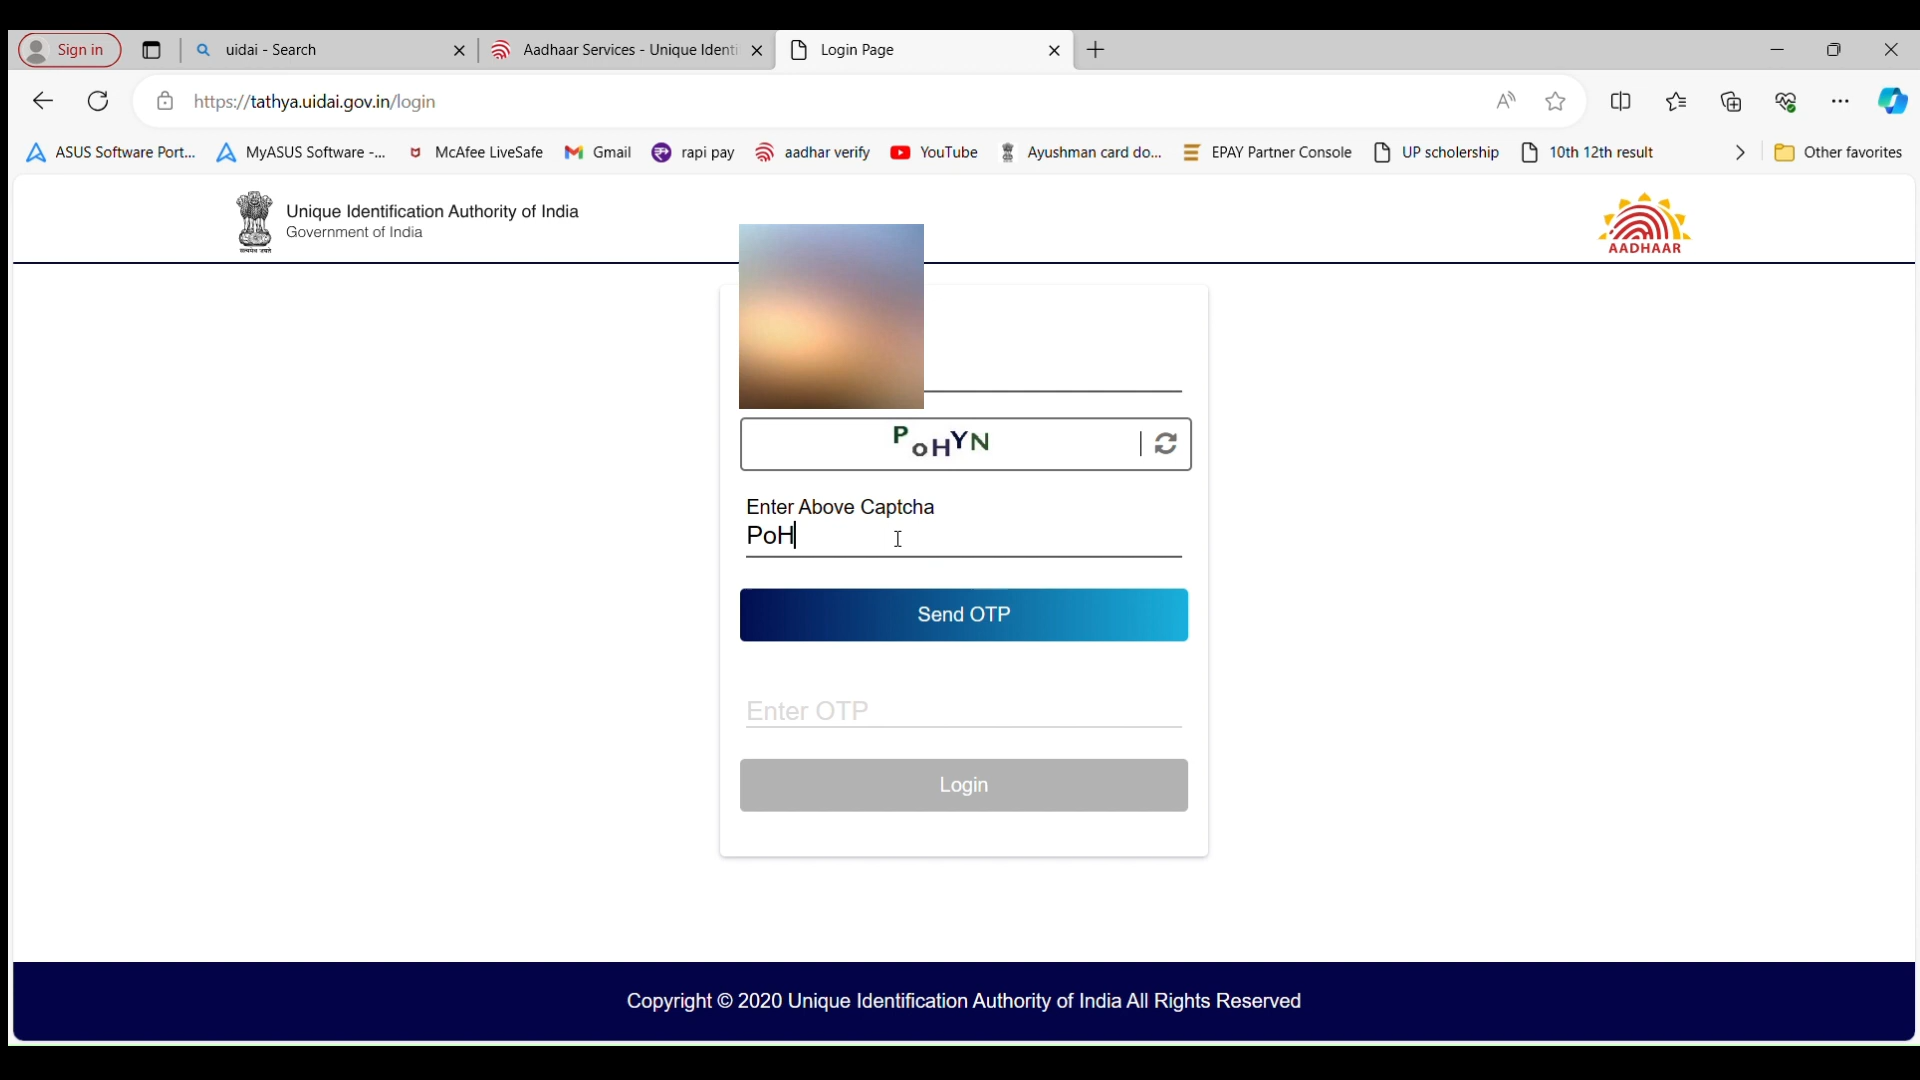 Sign in
uidai - Search
Aadhaar Services - Unique Identi
Login Page
https://tathya.uidai.gov.in/login
ASUS Software Port...
MyASUS Software -...
McAfee LiveSafe
Gmail
rapi pay
aadhar verify
YouTube
Ayushman card do...
EPAY Partner Console
UP scholership
10th 12th result
Other favorites
Unique Identification Authority of India
Government of India
सत्यमेव जयते
AADHAAR
PoHYN
Enter Above Captcha
PoH
Send OTP
Enter OTP
Login
Copyright © 2020 Unique Identification Authority of India All Rights Reserved